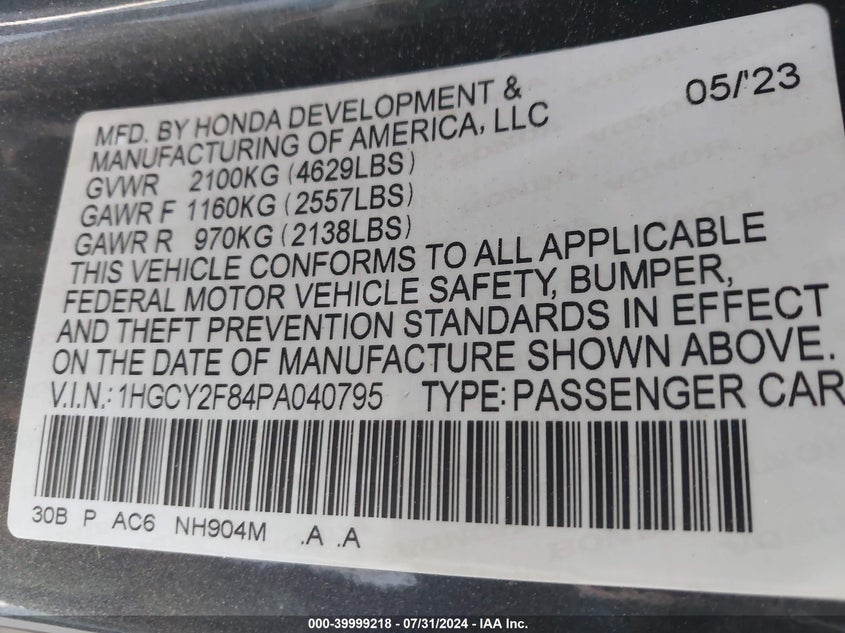 05/'23
MFD. BY HONDA DEVELOPMENT &
MANUFACTURING OF AMERICA, LLC
GVWR 2100KG (4629LBS)
GAWR F 1160KG (2557LBS)
GAWR R 970KG (2138LBS)
THIS VEHICLE CONFORMS TO ALL APPLICABLE
FEDERAL MOTOR VEHICLE SAFETY, BUMPER,
AND THEFT PREVENTION STANDARDS IN EFFECT
ON THE DATE OF MANUFACTURE SHOWN ABOVE.
V.I.N.: 1HGCY2F84PA040795 TYPE: PASSENGER CAR
30B P AC6 NH904M .A .A
000-39999218 - 07/31/2024 - IAA Inc.